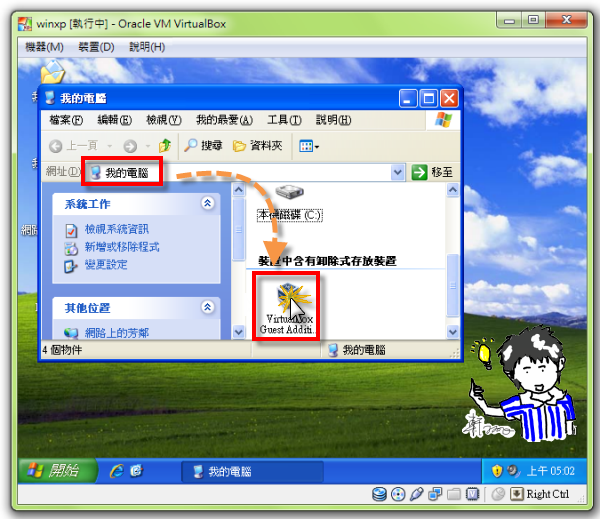 winxp [執行中] - Oracle VM VirtualBox
機器(M) 裝置(D) 說明(H)
我的電腦
檔案(F) 編輯(E) 檢視(V) 我的最愛(A) 工具(T) 說明(H)
上一頁 搜尋 資料夾
網址(D) 我的電腦 移至
系統工作
檢視系統資訊
新增或移除程式
變更設定
其他位置
網路上的芳鄰
本機磁碟 (C:)
裝置中含有卸除式存放裝置
VirtualBox
Guest Additi...
4 個物件 我的電腦
開始 我的電腦 上午 05:02
Right Ctrl